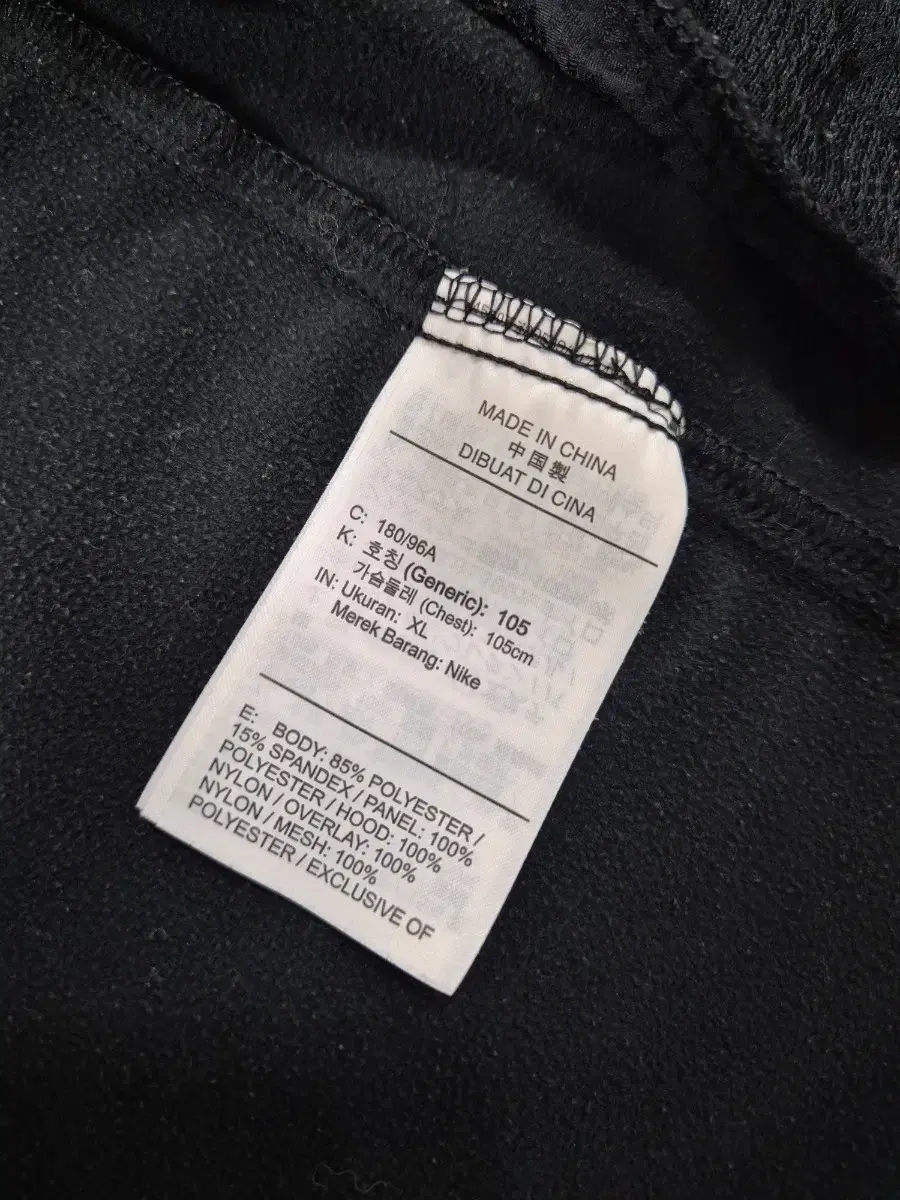 MADE IN CHINA
中国製
DIBUAT DI CINA
C: 180/96A
K: 호칭 (Generic): 105
가슴둘레 (Chest): 105cm
IN: Ukuran: XL
Merek Barang: Nike
E: BODY: 85% POLYESTER /
15% SPANDEX / PANEL: 100%
POLYESTER / HOOD: 100%
NYLON / OVERLAY: 100%
NYLON / MESH: 100%
POLYESTER / EXCLUSIVE OF